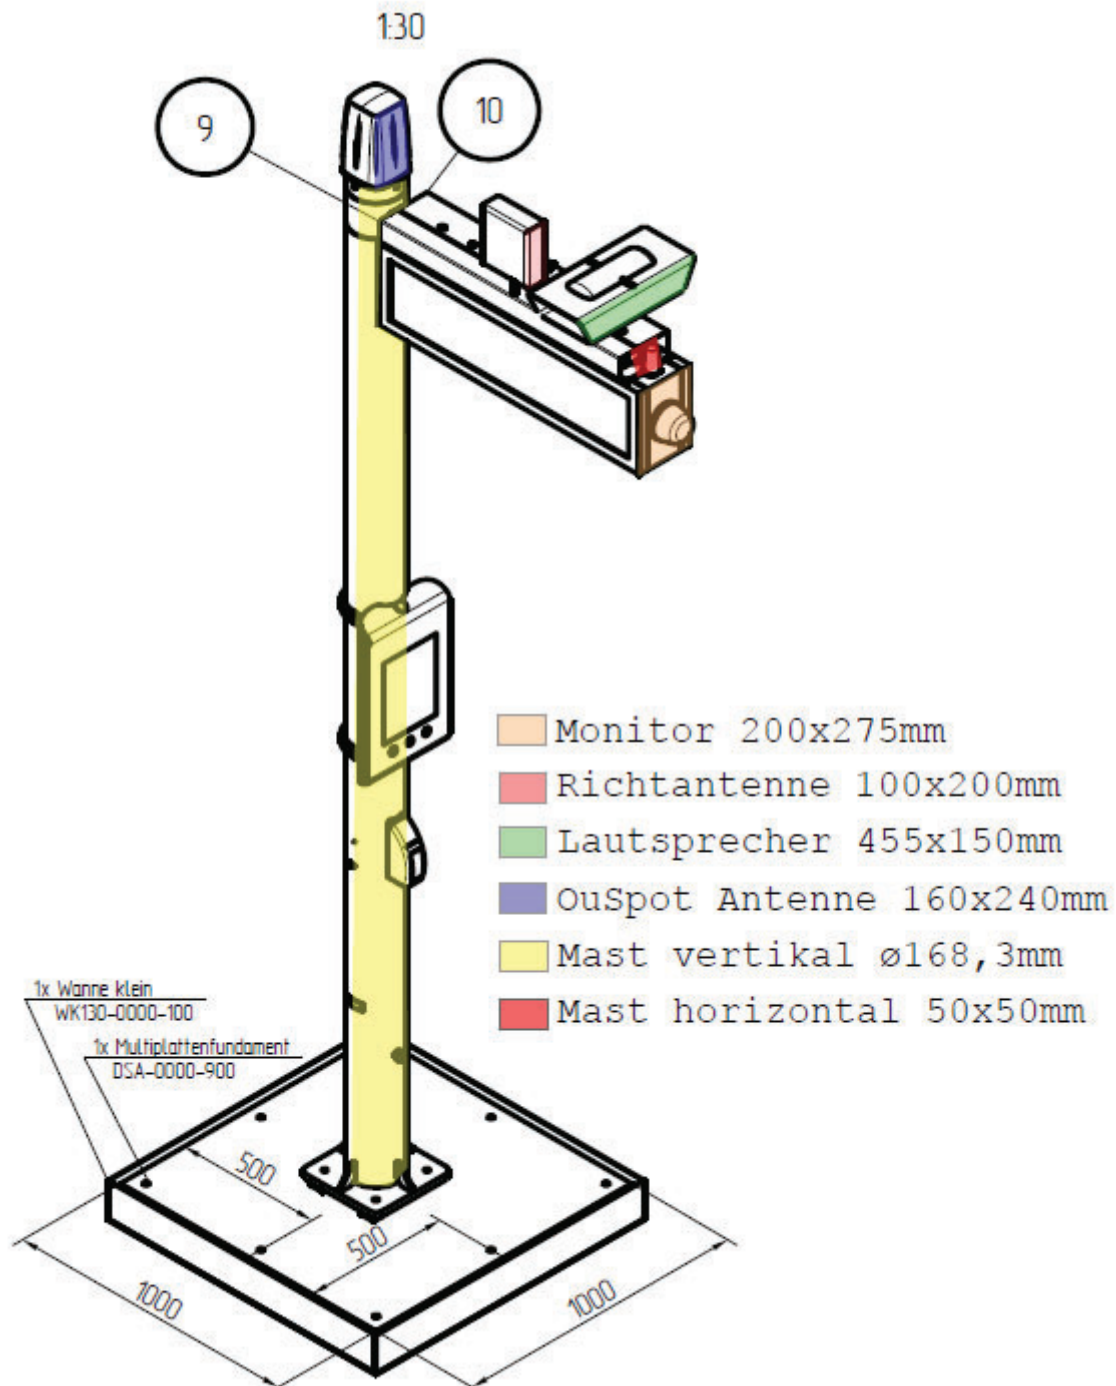 1:30
9
10
Monitor 200x275mm
Richtantenne 100x200mm
Lautsprecher 455x150mm
OuSpot Antenne 160x240mm
Mast vertikal ø168,3mm
Mast horizontal 50x50mm
1x Wanne klein
WK130-0000-100
1x Multiplattenfundament
DSA-0000-900
500
500
1000
1000